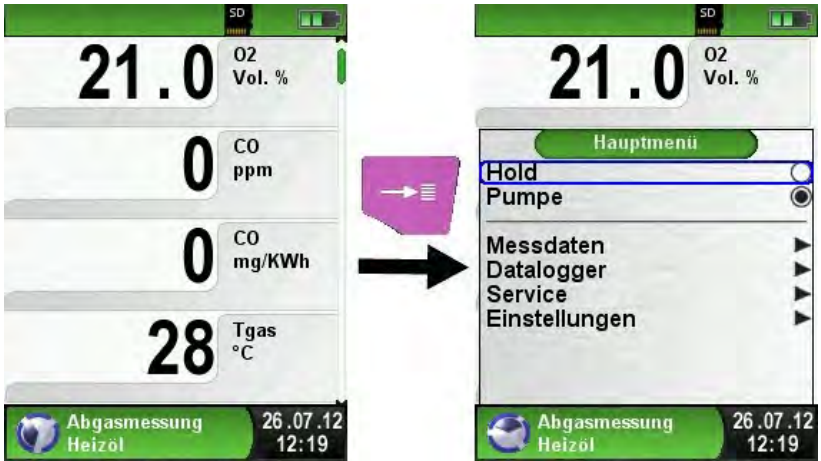 SD
21.0 O2
Vol. %
0 CO
ppm
0 CO
mg/KWh
28 Tgas
°C
Abgasmessung
Heizöl
26.07.12
12:19
SD
21.0 O2
Vol. %
Hauptmenü
Hold
Pumpe
Messdaten
Datalogger
Service
Einstellungen
Abgasmessung
Heizöl
26.07.12
12:19